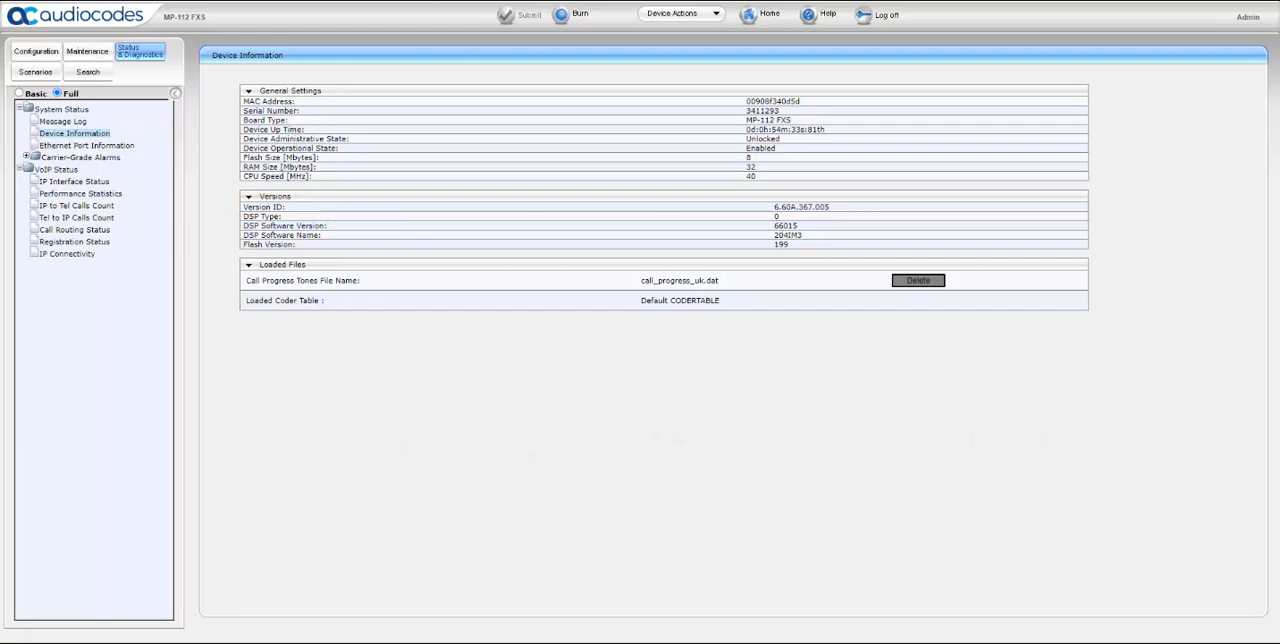 audiocodes MP-112 FXS Submit Burn Device Actions Home Help Log off Admin
Configuration Maintenance Status & Diagnostics
Scenarios Search
Basic Full
System Status
Message Log
Device Information
Ethernet Port Information
Carrier-Grade Alarms
VoIP Status
IP Interface Status
Performance Statistics
IP to Tel Calls Count
Tel to IP Calls Count
Call Routing Status
Registration Status
IP Connectivity
Device Information
General Settings
MAC Address: 00908f340d5d
Serial Number: 3411293
Board Type: MP-112 FXS
Device Up Time: 0d:0h:54m:33s:81th
Device Administrative State: Unlocked
Device Operational State: Enabled
Flash Size [Mbytes]: 8
RAM Size [Mbytes]: 32
CPU Speed [MHz]: 40
Versions
Version ID: 6.60A.367.005
DSP Type: 0
DSP Software Version: 66015
DSP Software Name: 204IM3
Flash Version: 199
Loaded Files
Call Progress Tones File Name: call_progress_uk.dat Delete
Loaded Coder Table : Default CODERTABLE